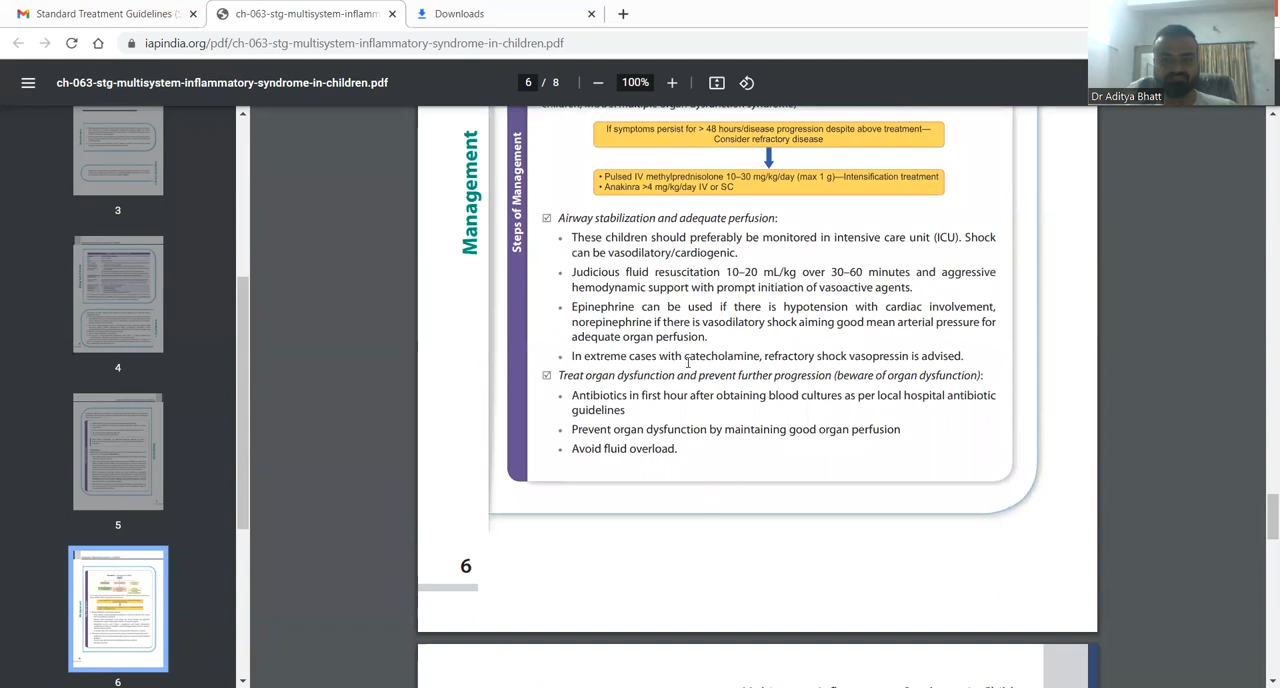 Standard Treatment Guidelines (
ch-063-stg-multisystem-inflamm
Downloads
iapindia.org/pdf/ch-063-stg-multisystem-inflammatory-syndrome-in-children.pdf
ch-063-stg-multisystem-inflammatory-syndrome-in-children.pdf
6 / 8
100%
Dr Aditya Bhatt
3
4
5
6
Management
Steps of Management
If symptoms persist for > 48 hours/disease progression despite above treatment—
Consider refractory disease
• Pulsed IV methylprednisolone 10–30 mg/kg/day (max 1 g)—Intensification treatment
• Anakinra >4 mg/kg/day IV or SC
☑ Airway stabilization and adequate perfusion:
• These children should preferably be monitored in intensive care unit (ICU). Shock
can be vasodilatory/cardiogenic.
• Judicious fluid resuscitation 10–20 mL/kg over 30–60 minutes and aggressive
hemodynamic support with prompt initiation of vasoactive agents.
• Epinephrine can be used if there is hypotension with cardiac involvement,
norepinephrine if there is vasodilatory shock aiming good mean arterial pressure for
adequate organ perfusion.
• In extreme cases with catecholamine, refractory shock vasopressin is advised.
☑ Treat organ dysfunction and prevent further progression (beware of organ dysfunction):
• Antibiotics in first hour after obtaining blood cultures as per local hospital antibiotic
guidelines
• Prevent organ dysfunction by maintaining good organ perfusion
• Avoid fluid overload.
6